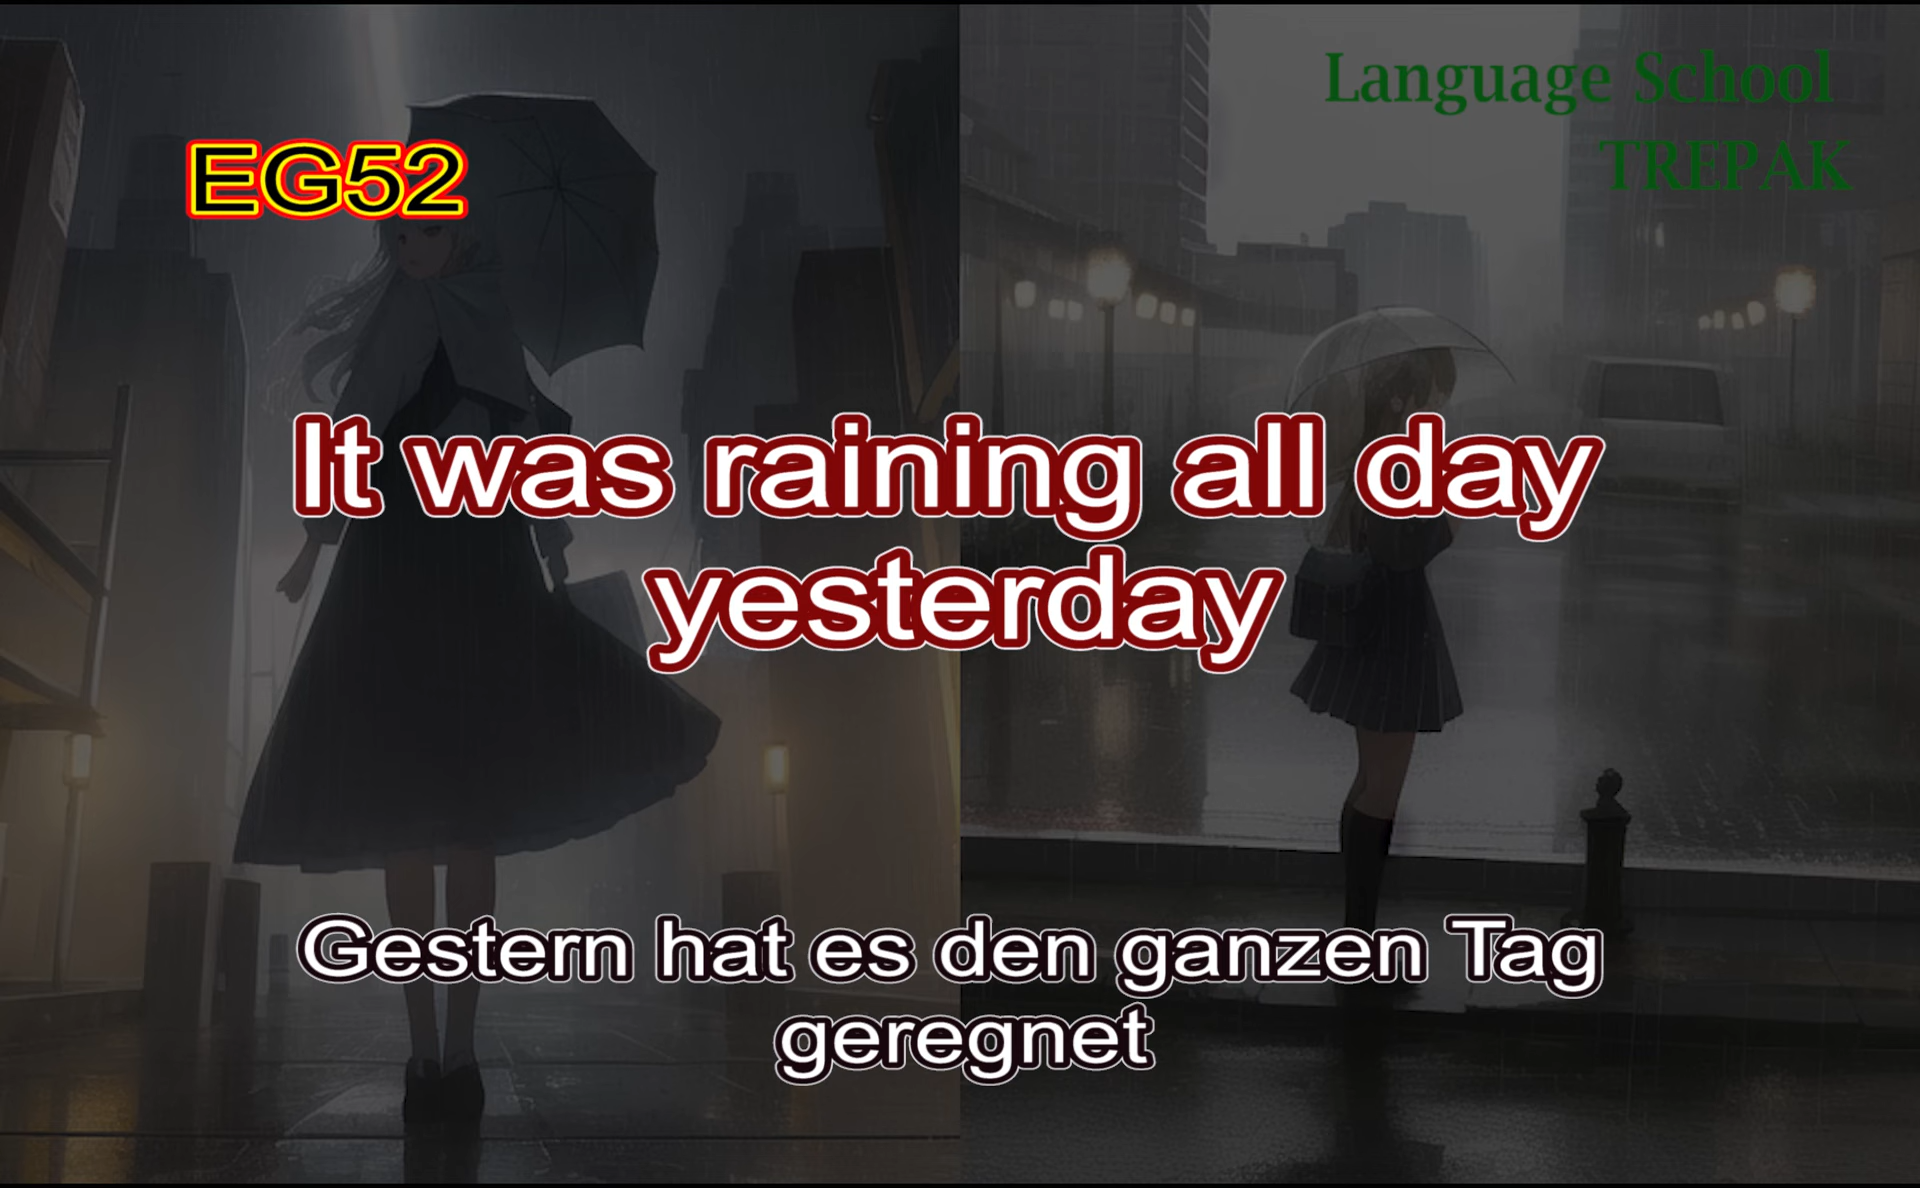 Language School
TREPAK
EG52
It was raining all day
yesterday
Gestern hat es den ganzen Tag
geregnet